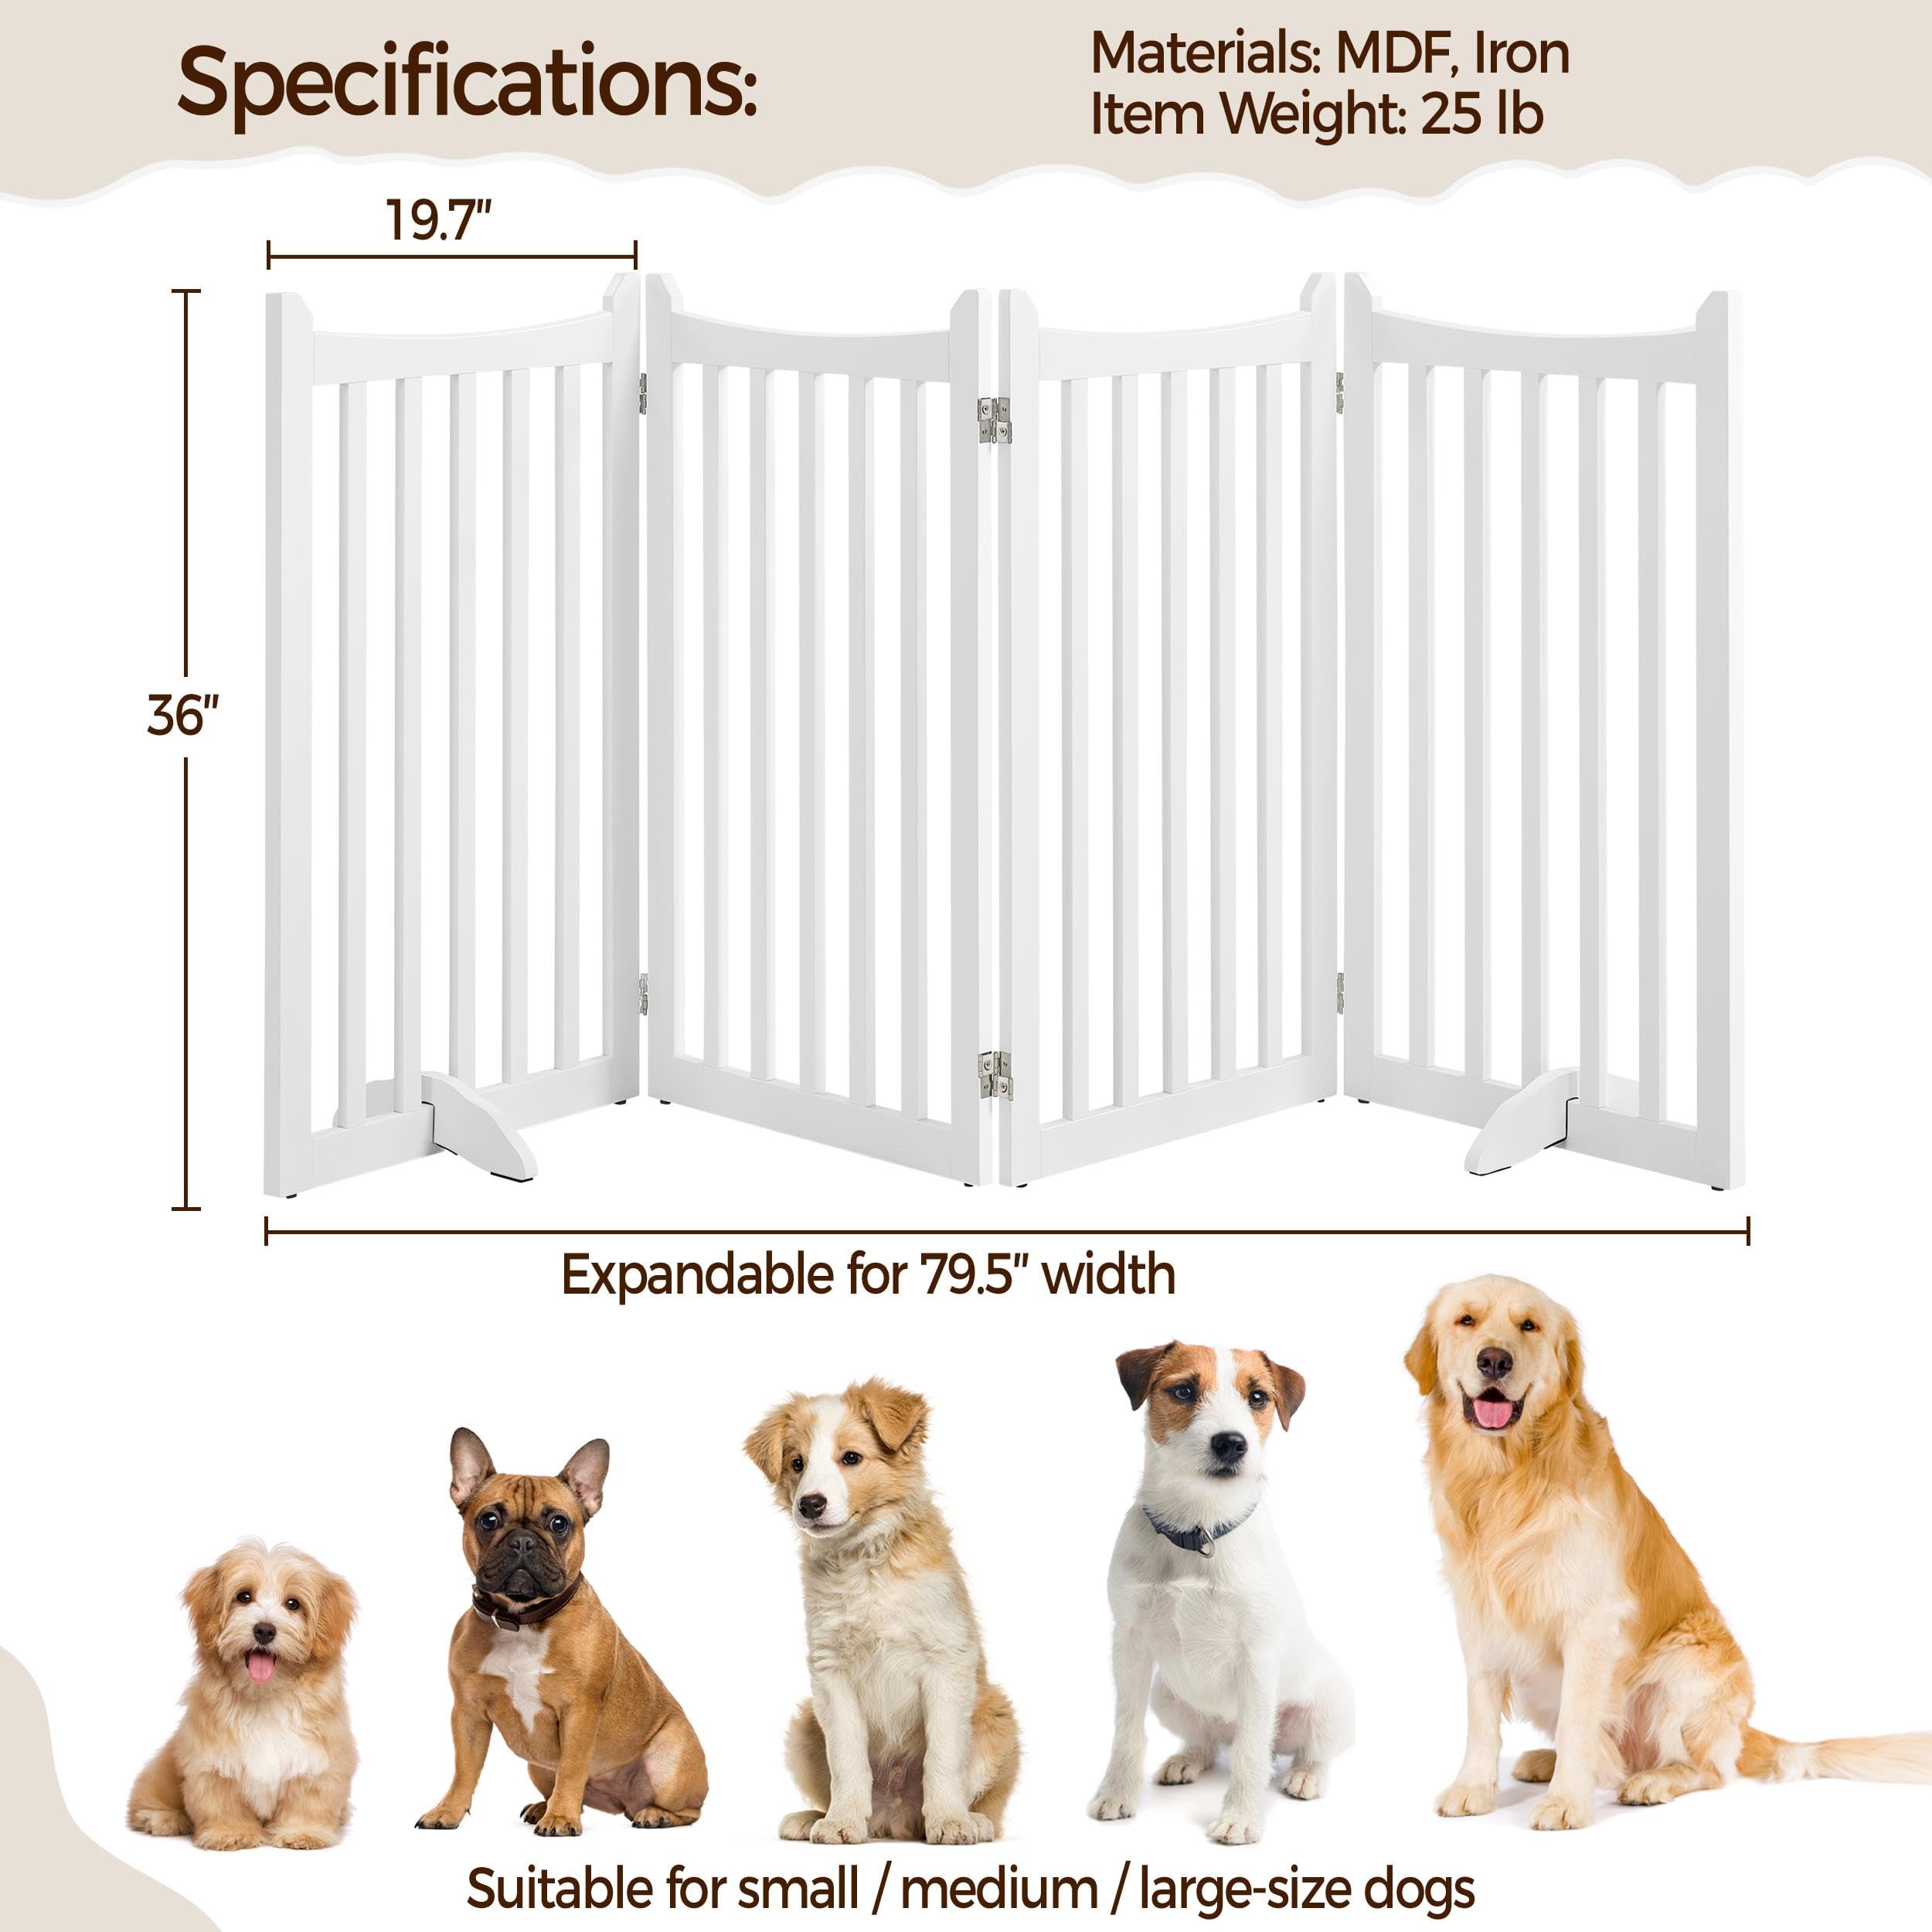 Specifications:
Materials: MDF, Iron
Item Weight: 25 lb
19.7"
36"
Expandable for 79.5" width
Suitable for small / medium / large-size dogs